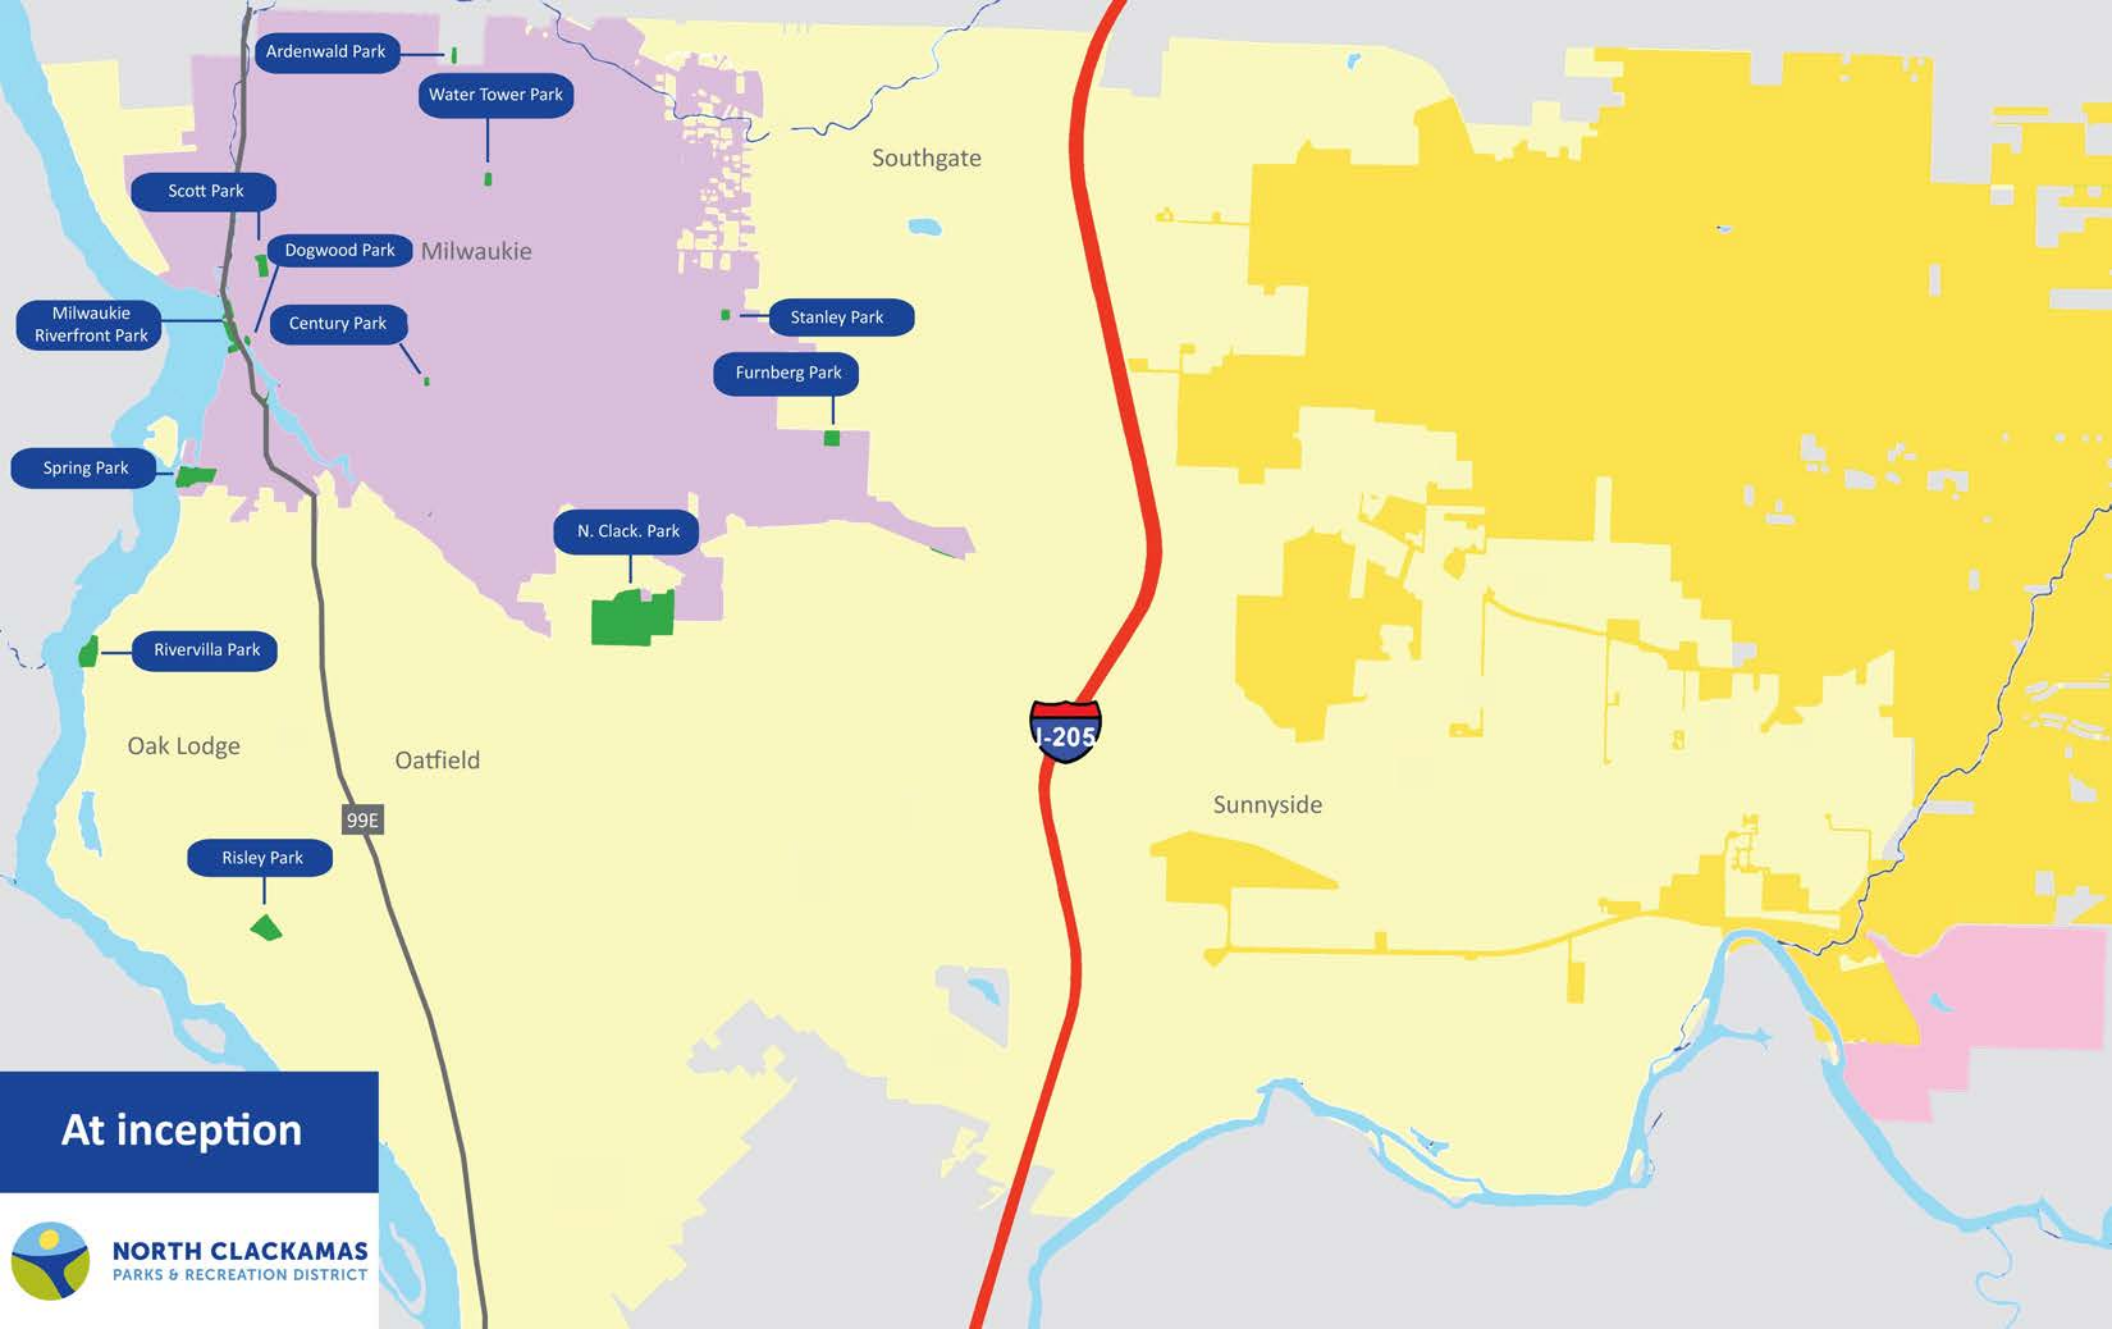 Ardenwald Park
Water Tower Park
Southgate
Scott Park
Dogwood Park
Milwaukie
Milwaukie
Riverfront Park
Century Park
Stanley Park
Furnberg Park
Spring Park
N. Clack. Park
Rivervilla Park
I-205
Oak Lodge
Oatfield
Sunnyside
99E
Risley Park
At inception
NORTH CLACKAMAS
PARKS & RECREATION DISTRICT